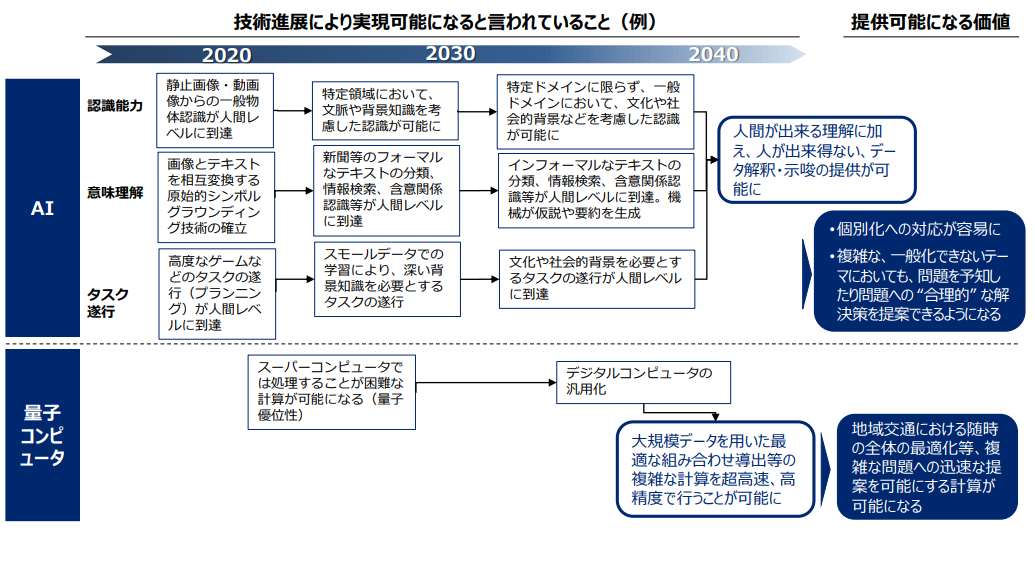 技術進展により実現可能になると言われていること（例）
提供可能になる価値
2020
2030
2040
AI
認識能力
静止画像・動画
像からの一般物
体認識が人間レ
ベルに到達
特定領域において、
文脈や背景知識を考
慮した認識が可能に
特定ドメインに限らず、一般
ドメインにおいて、文化や社
会的背景などを考慮した認識
が可能に
意味理解
画像とテキスト
を相互変換する
原始的シンボル
グラウンディン
グ技術の確立
新聞等のフォーマル
なテキストの分類、
情報検索、含意関係
認識等が人間レベル
に到達
インフォーマルなテキストの
分類、情報検索、含意関係認
識等が人間レベルに到達。機
械が仮説や要約を生成
タスク
遂行
高度なゲームな
どのタスクの遂
行（プランニン
グ）が人間レベ
ルに到達
スモールデータでの
学習により、深い背
景知識を必要とする
タスクの遂行
文化や社会的背景を必要とす
るタスクの遂行が人間レベル
に到達
人間が出来る理解に加
え、人が出来得ない、デー
タ解釈・示唆の提供が可
能に
・個別化への対応が容易に
・複雑な、一般化できないテー
マにおいても、問題を予知し
たり問題への“合理的”な解
決策を提案できるようになる
量子
コンピ
ュータ
スーパーコンピュータで
は処理することが困難な
計算が可能になる（量子
優位性）
デジタルコンピュータの
汎用化
大規模データを用いた最
適な組み合わせ導出等の
複雑な計算を超高速、高
精度で行うことが可能に
地域交通における随時
の全体の最適化等、複
雑な問題への迅速な提
案を可能にする計算が
可能になる